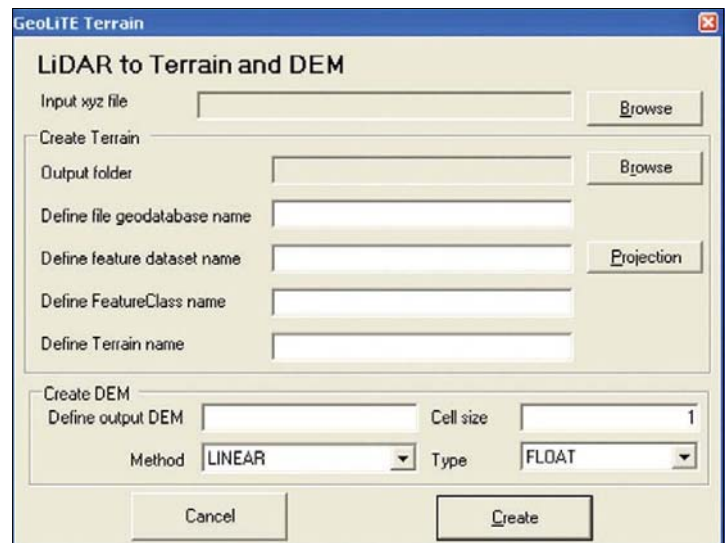 GeoLiTE Terrain
LiDAR to Terrain and DEM
Input xyz file
Browse
Create Terrain
Output folder
Browse
Define file geodatabase name
Define feature dataset name
Projection
Define FeatureClass name
Define Terrain name
Create DEM
Define output DEM
Cell size 1
Method LINEAR
Type FLOAT
Cancel
Create